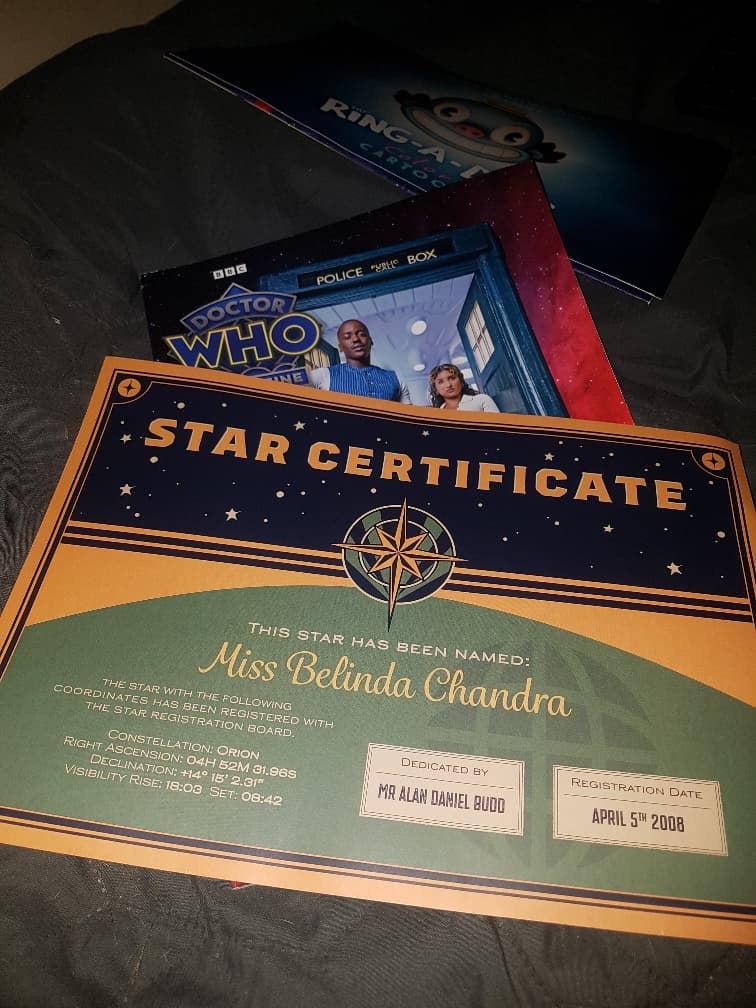 RING-A-D
CARTOO
BBC
POLICE PUBLIC CALL BOX
DOCTOR
WHO
INE
STAR CERTIFICATE
THIS STAR HAS BEEN NAMED:
Miss Belinda Chandra
THE STAR WITH THE FOLLOWING
COORDINATES HAS BEEN REGISTERED WITH
THE STAR REGISTRATION BOARD.
CONSTELLATION: ORION
RIGHT ASCENSION: 04H 52M 31.96S
DECLINATION: +14° 15' 2.31"
VISIBILITY RISE: 18:03 SET: 08:42
DEDICATED BY
MR ALAN DANIEL BUDD
REGISTRATION DATE
APRIL 5TH 2008